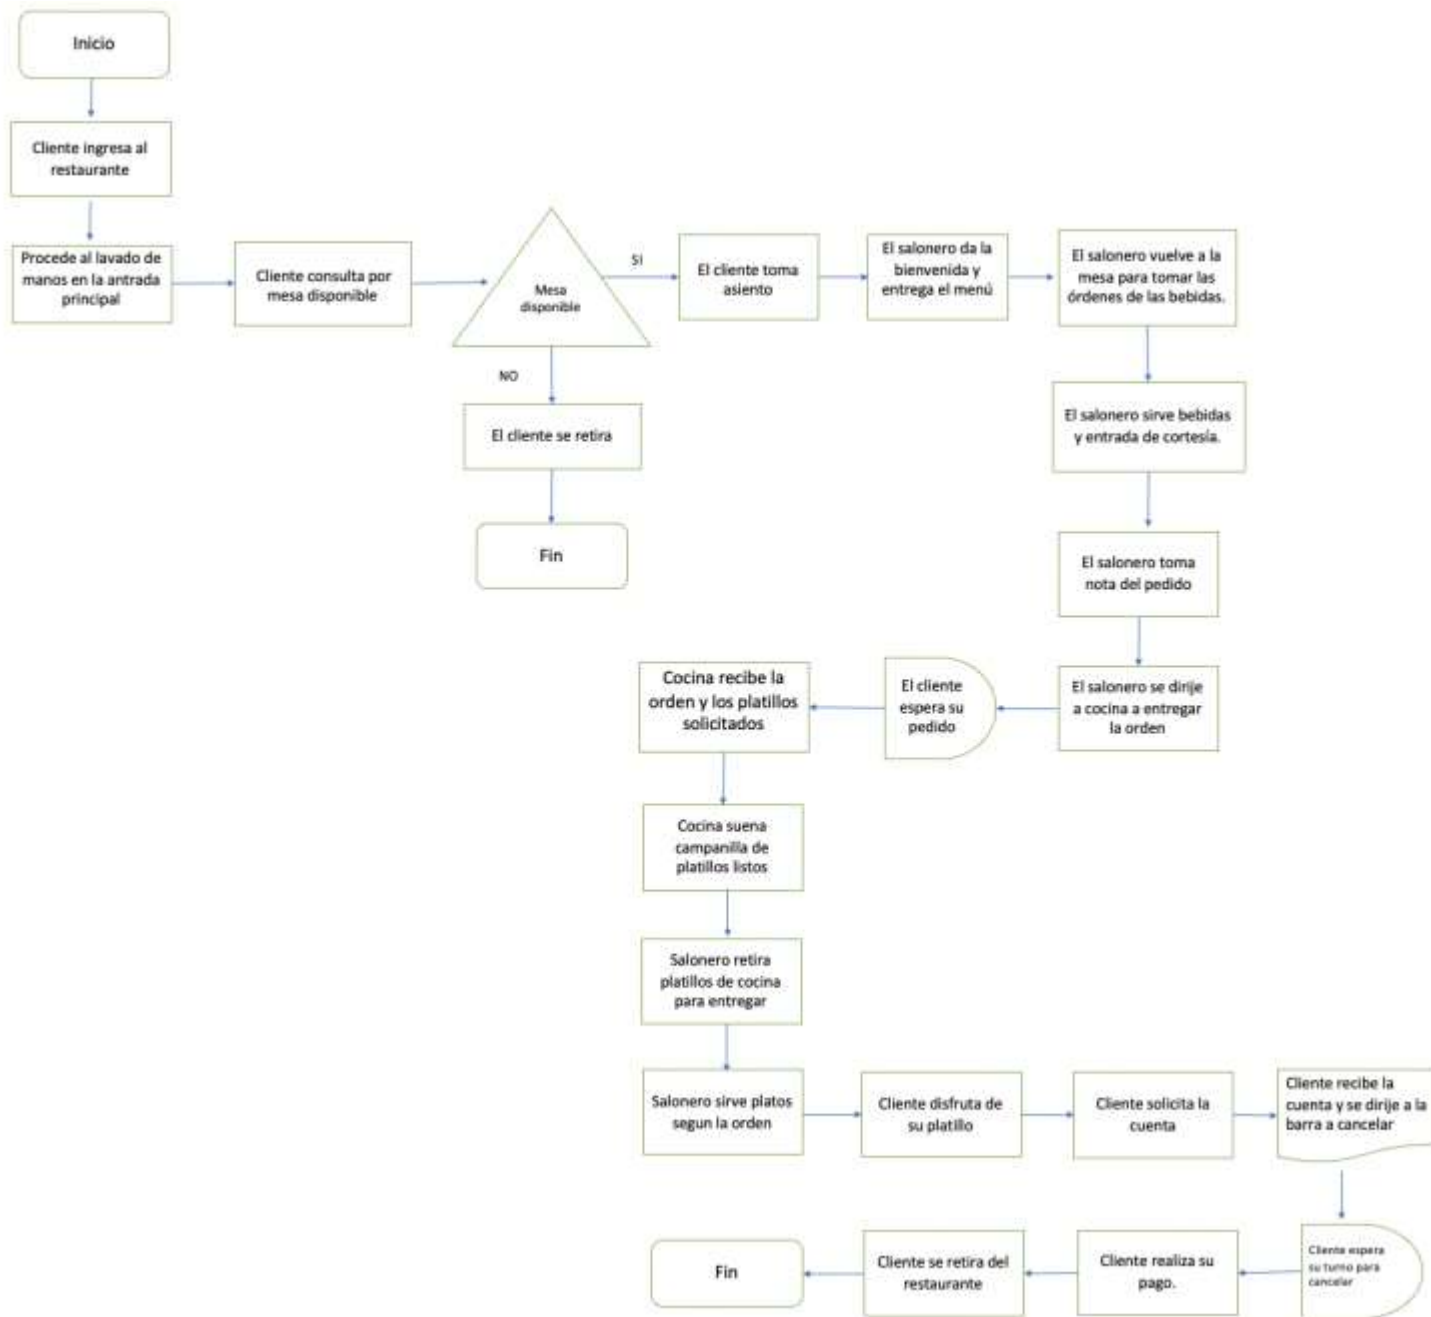 Inicio
Cliente ingresa al
restaurante
Procede al lavado de
manos en la antrada
principal
Cliente consulta por
mesa disponible
Mesa
disponible
SI
El cliente toma
asiento
El salonero da la
bienvenida y
entrega el menú
El salonero vuelve a la
mesa para tomar las
órdenes de las bebidas.
NO
El cliente se retira
Fin
El salonero sirve bebidas
y entrada de cortesía.
El salonero toma
nota del pedido
El salonero se dirije
a cocina a entregar
la orden
El cliente
espera su
pedido
Cocina recibe la
orden y los platillos
solicitados
Cocina suena
campanilla de
platillos listos
Salonero retira
platillos de cocina
para entregar
Salonero sirve platos
segun la orden
Cliente disfruta de
su platillo
Cliente solicita la
cuenta
Cliente recibe la
cuenta y se dirije a la
barra a cancelar
Cliente espera
su turno para
cancelar
Cliente realiza su
pago.
Cliente se retira del
restaurante
Fin